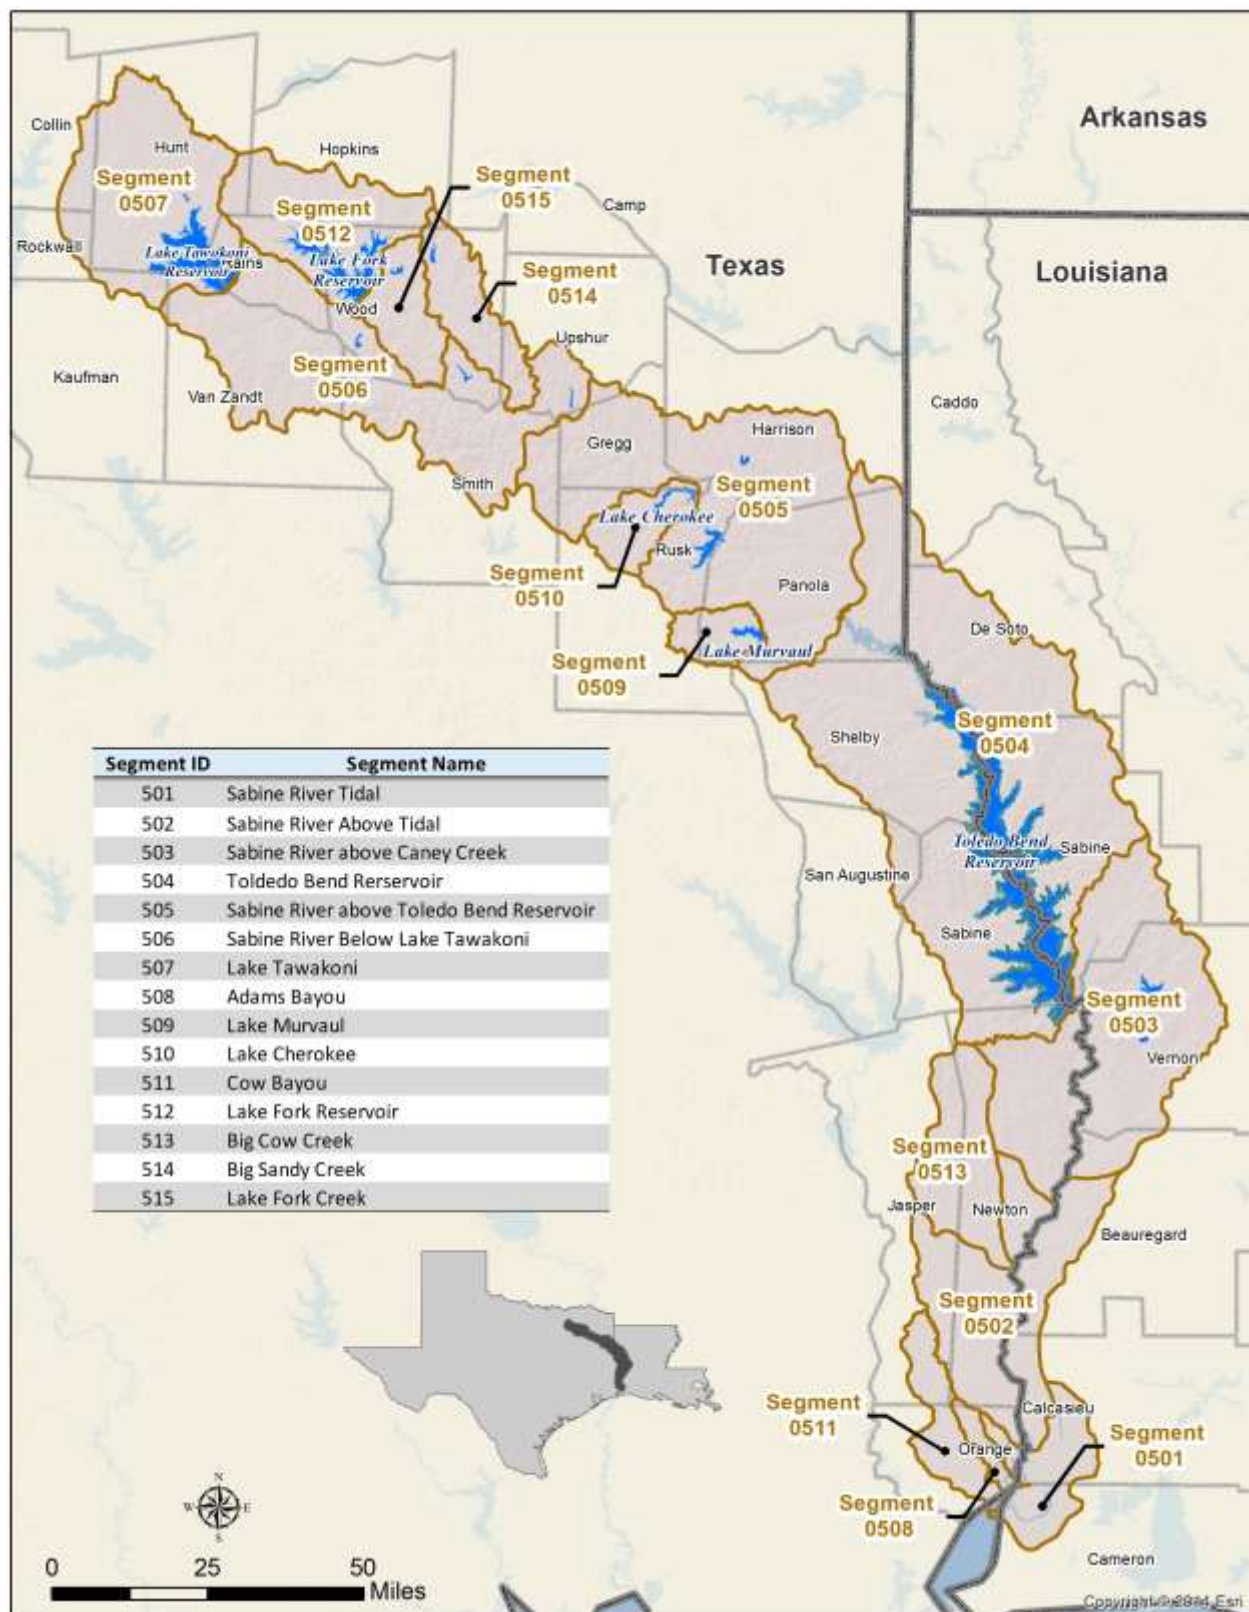 Arkansas
Collin
Hunt
Hopkins
Segment
0507
Segment
0515
Segment
0512
Camp
Rockwall
Lake Tawokoni
Reservoir
Rains
Lake Fork
Reservoir
Texas
Louisiana
Segment
0514
Wood
Upshur
Segment
0506
Kaufman
Van Zandt
Caddo
Gregg
Harrison
Smith
Segment
0505
Lake Cherokee
Rusk
Segment
0510
Panola
De Soto
Lake Murvaul
Segment
0509
Segment
0504
Shelby
Segment ID Segment Name
501 Sabine River Tidal
502 Sabine River Above Tidal
503 Sabine River above Caney Creek
504 Toldedo Bend Rerservoir
505 Sabine River above Toledo Bend Reservoir
506 Sabine River Below Lake Tawakoni
507 Lake Tawakoni
508 Adams Bayou
509 Lake Murvaul
510 Lake Cherokee
511 Cow Bayou
512 Lake Fork Reservoir
513 Big Cow Creek
514 Big Sandy Creek
515 Lake Fork Creek
Toledo Bend
Reservoir
Sabine
San Augustine
Sabine
Segment
0503
Vernon
Segment
0513
Jasper
Newton
Beauregard
Segment
0502
Segment
0511
Calcasieu
Orange
Segment
0501
Segment
0508
Cameron
N
W E
S
0 25 50
Miles
Copyright:© 2014 Esri